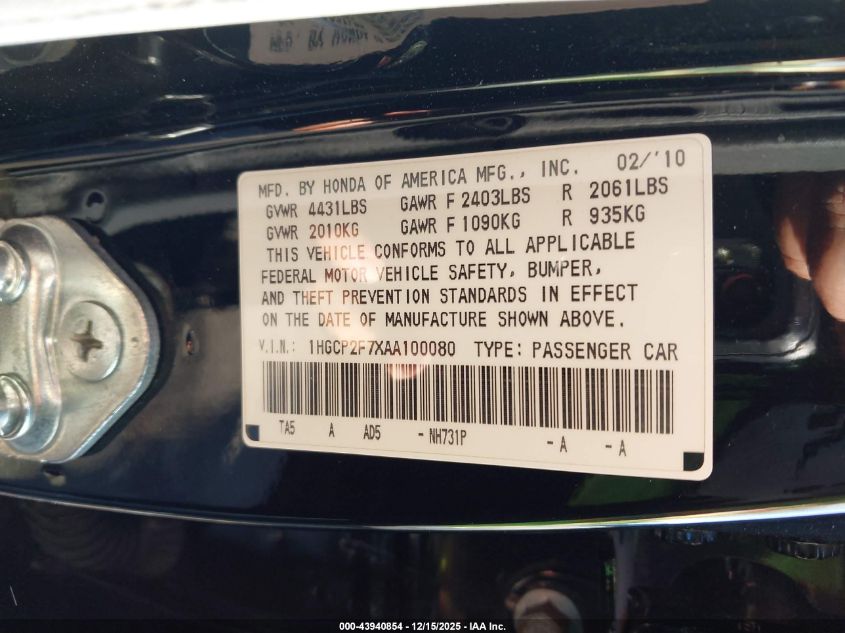 MFD. BY HONDA OF AMERICA MFG., INC. 02/'10
GVWR 4431LBS GAWR F 2403LBS R 2061LBS
GVWR 2010KG GAWR F 1090KG R 935KG
THIS VEHICLE CONFORMS TO ALL APPLICABLE
FEDERAL MOTOR VEHICLE SAFETY, BUMPER,
AND THEFT PREVENTION STANDARDS IN EFFECT
ON THE DATE OF MANUFACTURE SHOWN ABOVE.
V.I.N.: 1HGCP2F7XAA100080 TYPE: PASSENGER CAR
TA5 A AD5 - NH731P - A - A
000-43940854 - 12/15/2025 - IAA Inc.